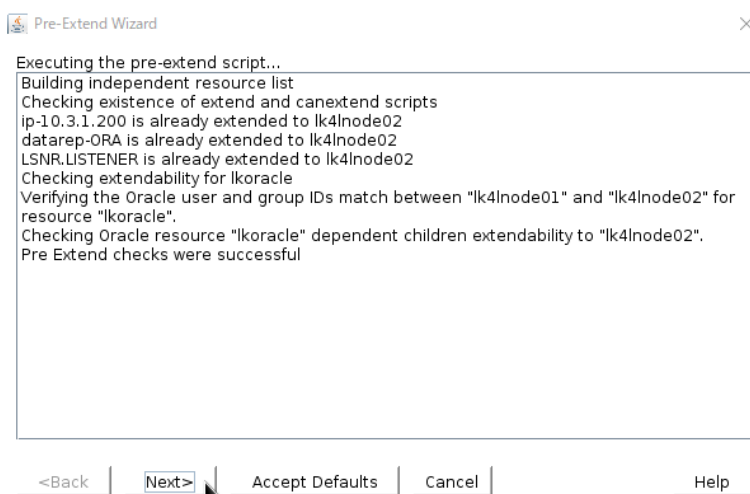 Pre-Extend Wizard
Executing the pre-extend script...
Building independent resource list
Checking existence of extend and canextend scripts
ip-10.3.1.200 is already extended to lk4lnode02
datarep-ORA is already extended to lk4lnode02
LSNR.LISTENER is already extended to lk4lnode02
Checking extendability for lkoracle
Verifying the Oracle user and group IDs match between "lk4lnode01" and "lk4lnode02" for
resource "lkoracle".
Checking Oracle resource "lkoracle" dependent children extendability to "lk4lnode02".
Pre Extend checks were successful
<Back Next> Accept Defaults Cancel Help